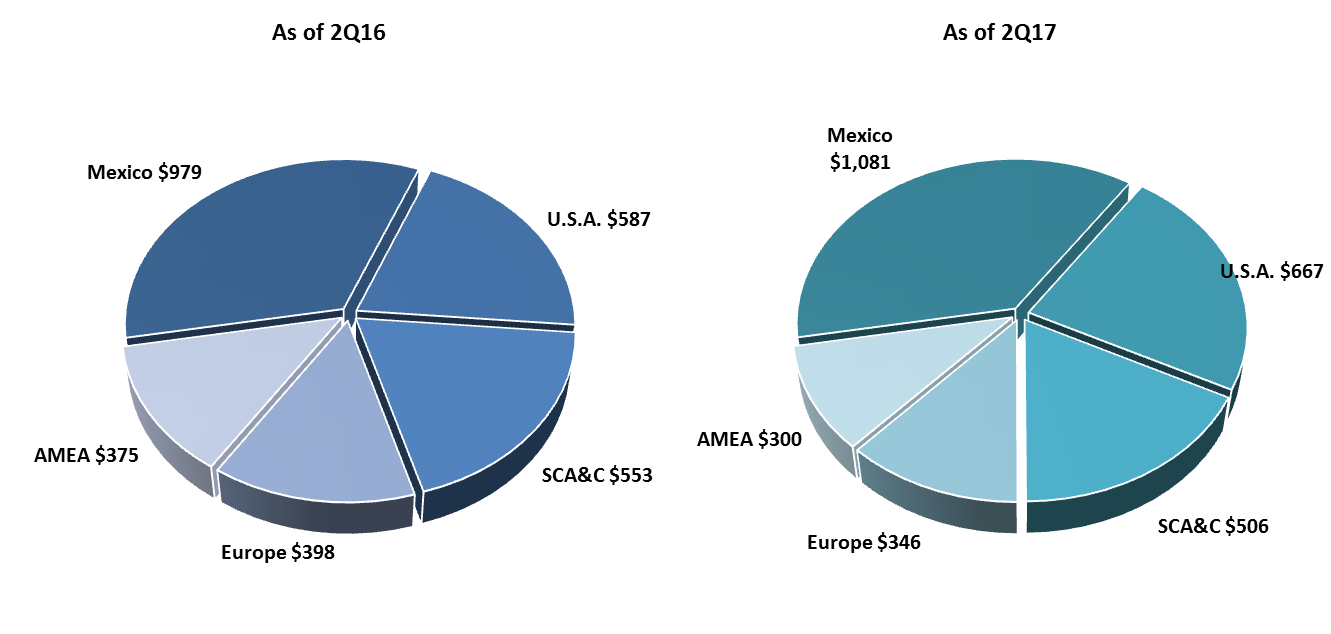 As of 2Q16
Mexico $979
U.S.A. $587
AMEA $375
SCA&C $553
Europe $398
As of 2Q17
Mexico
$1,081
U.S.A. $667
AMEA $300
SCA&C $506
Europe $346